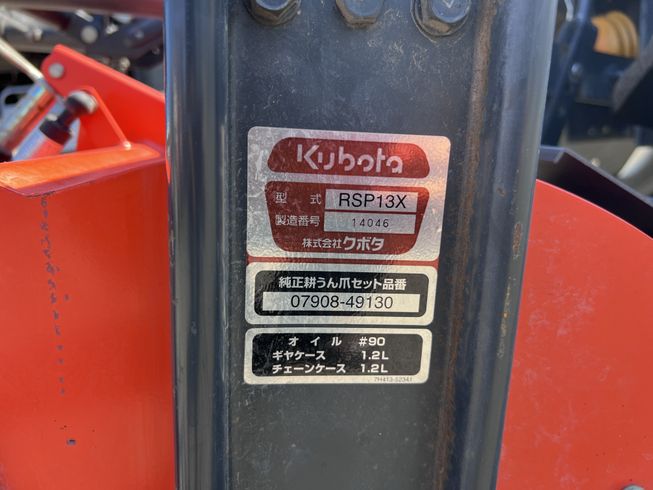 Kubota
型式 RSP13X
製造番号 14046
株式会社クボタ
純正耕うん爪セット品番
07908-49130
オイル #90
ギヤケース 1.2L
チェーンケース 1.2L
7H413-52341